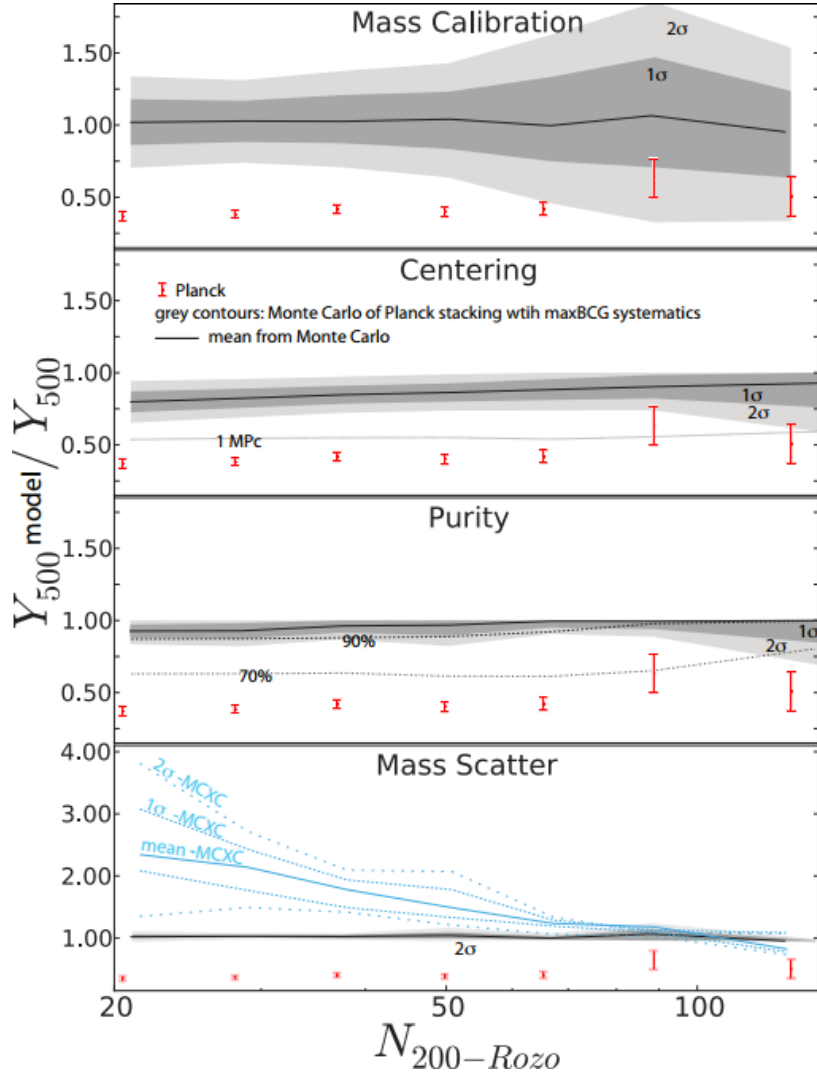 Mass Calibration
2σ
1σ
1.50
1.00
0.50
Centering
Planck
grey contours: Monte Carlo of Planck stacking wtih maxBCG systematics
mean from Monte Carlo
1.50
1.00
1σ
2σ
0.50
1 MPc
Y500 model / Y500
Purity
1.50
1.00
1σ
90%
2σ
70%
0.50
4.00
Mass Scatter
2σ -MCXC
1σ -MCXC
3.00
mean -MCXC
2.00
1.00
2σ
20
50
100
N200−Rozo